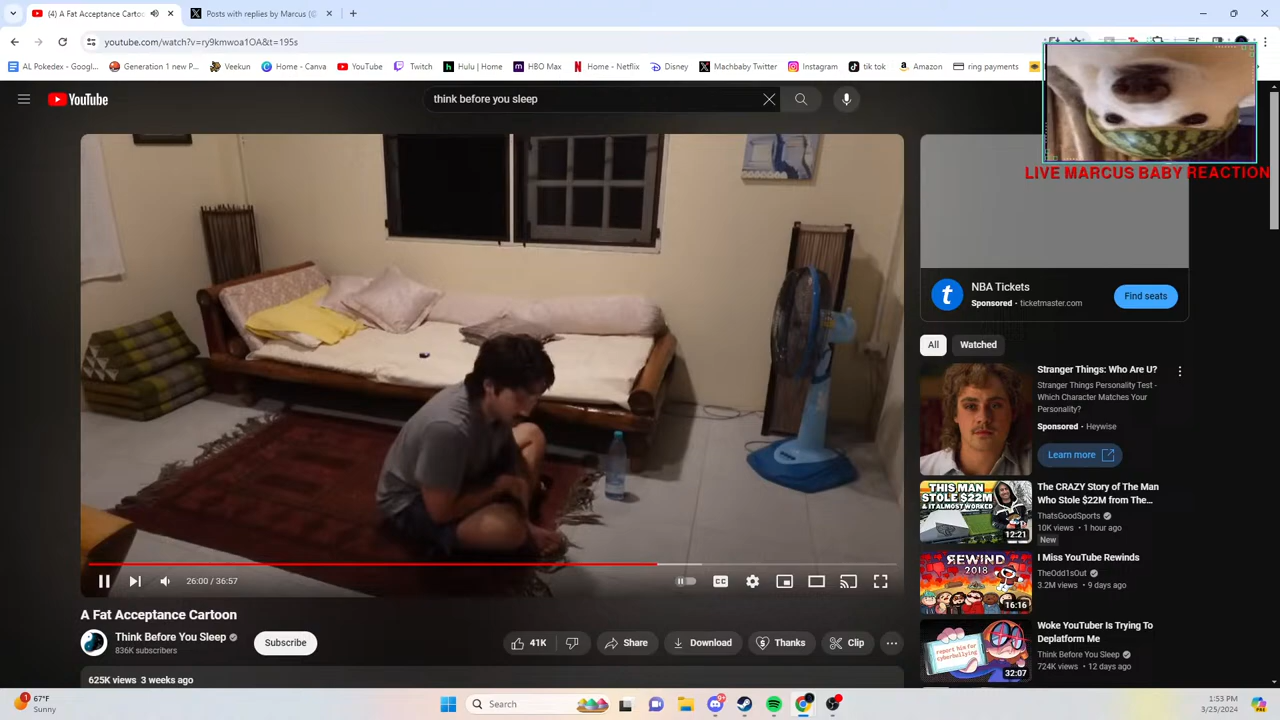 (4) A Fat Acceptance Cartoo
Posts with replies by Marcus (@
youtube.com/watch?v=ry9kmwoa1OA&t=195s
AL Pokedex - Googl...
Generation 1 new P...
Veekun
Home - Canva
YouTube
Twitch
Hulu | Home
HBO Max
Home - Netflix
Disney
Machbaby Twitter
Instagram
tik tok
Amazon
ring payments
YouTube
think before you sleep
LIVE MARCUS BABY REACTION
NBA Tickets
Sponsored · ticketmaster.com
Find seats
All
Watched
Stranger Things: Who Are U?
Stranger Things Personality Test -
Which Character Matches Your
Personality?
Sponsored · Heywise
Learn more
THIS MAN
STOLE $22M
& IT ALMOST WORKED
12:21
The CRAZY Story of The Man
Who Stole $22M from The...
ThatsGoodSports
10K views · 1 hour ago
New
REWIND
2018
16:16
I Miss YouTube Rewinds
TheOdd1sOut
3.2M views · 9 days ago
report him for
cyberbullying
32:07
Woke YouTuber Is Trying To
Deplatform Me
Think Before You Sleep
724K views · 12 days ago
26:00 / 36:57
CC
A Fat Acceptance Cartoon
Think Before You Sleep
836K subscribers
Subscribe
41K
Share
Download
Thanks
Clip
625K views 3 weeks ago
1
67°F
Sunny
Search
1:53 PM
3/25/2024